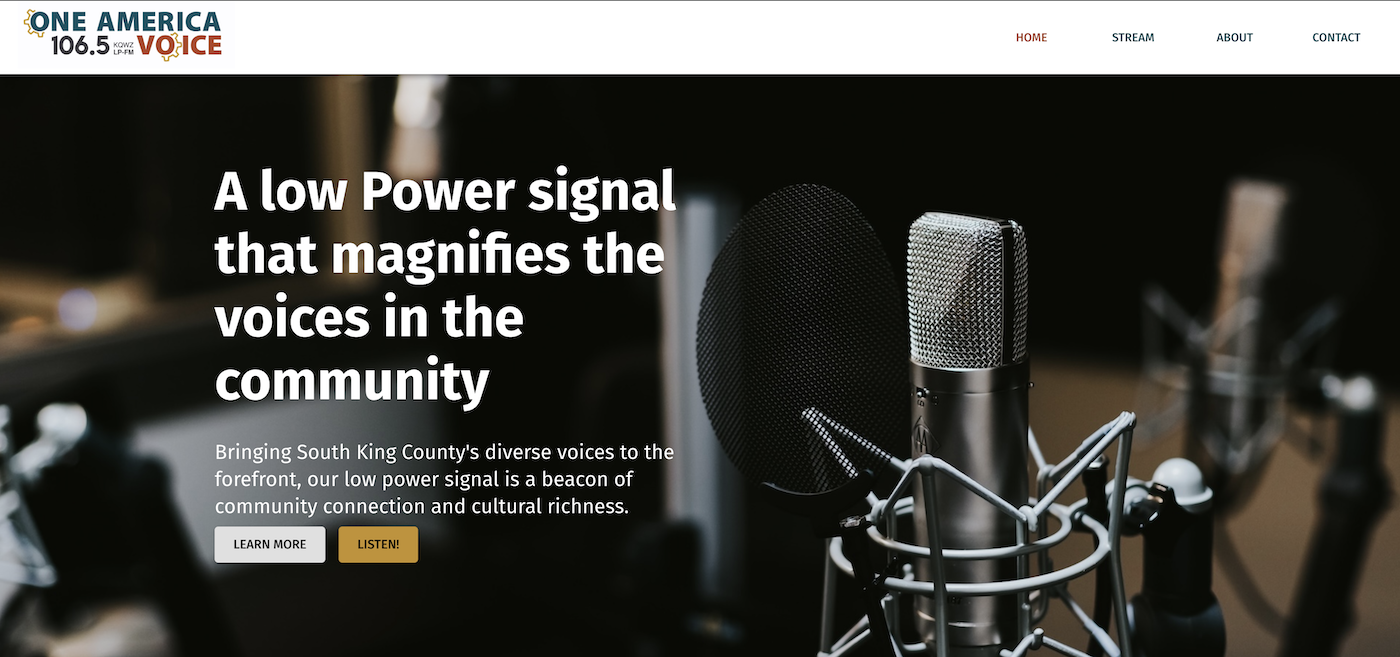 ONE AMERICA
106.5 KQWZ LP-FM VOICE
HOME
STREAM
ABOUT
CONTACT
A low Power signal
that magnifies the
voices in the
community
Bringing South King County's diverse voices to the
forefront, our low power signal is a beacon of
community connection and cultural richness.
LEARN MORE
LISTEN!